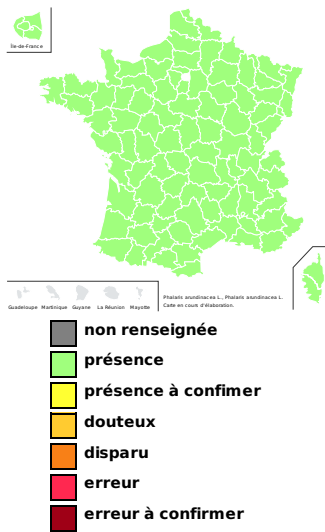 Île-de-France
Guadeloupe Martinique Guyane La Réunion Mayotte
Phalaris arundinacea L., Phalaris arundinacea L.
Carte en cours d'élaboration.
non renseignée
présence
présence à confimer
douteux
disparu
erreur
erreur à confirmer